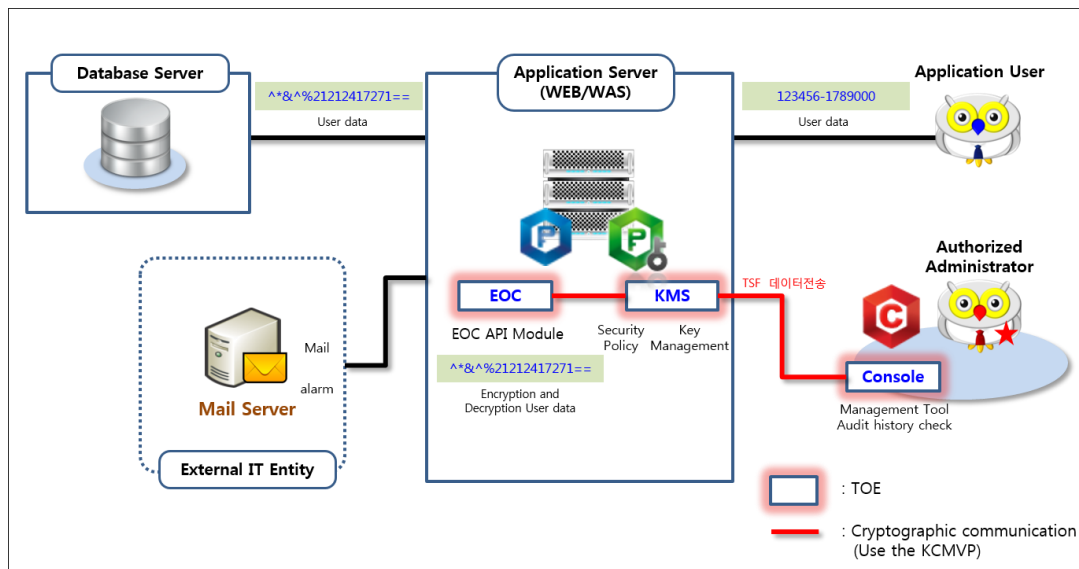 Database Server
^*&^%21212417271==
User data
Application Server
(WEB/WAS)
123456-1789000
User data
Application User
P
P
EOC
KMS
TSF 데이터전송
EOC API Module
Security
Policy
Key
Management
^*&^%21212417271==
Encryption and
Decryption User data
Authorized
Administrator
C
Console
Management Tool
Audit history check
Mail
alarm
Mail Server
External IT Entity
: TOE
: Cryptographic communication
(Use the KCMVP)